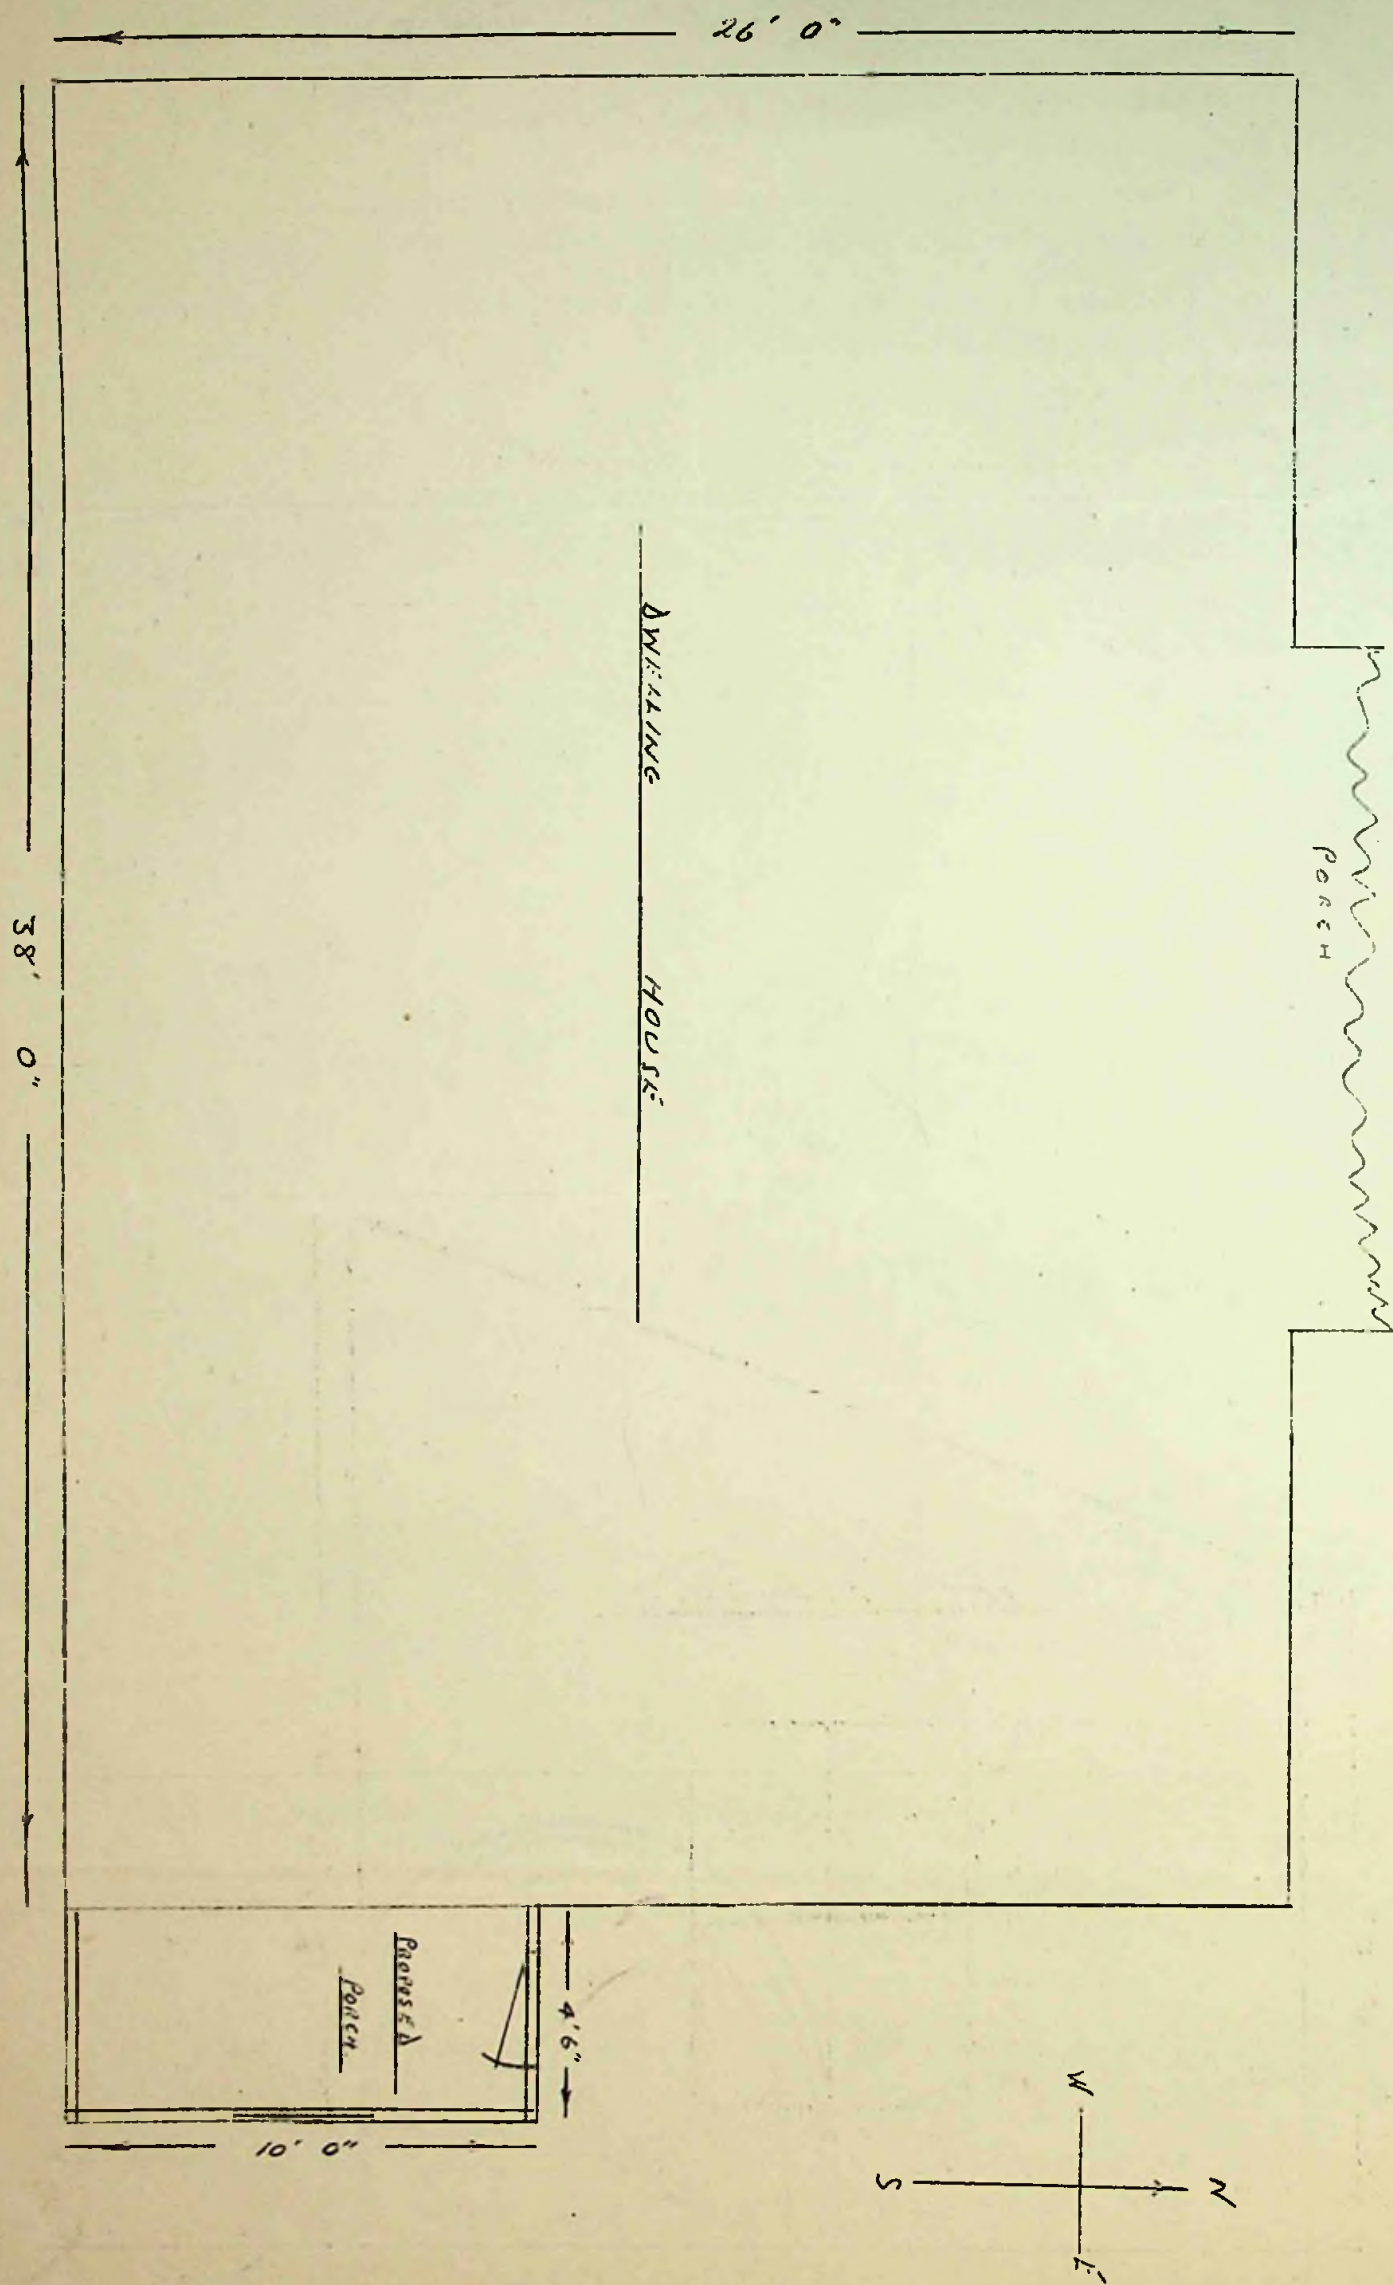 26' 0"
PORCH
DWELLING HOUSE
38' 0"
PROPOSED
PORCH
4'6"
10' 0"
W
S
N
E